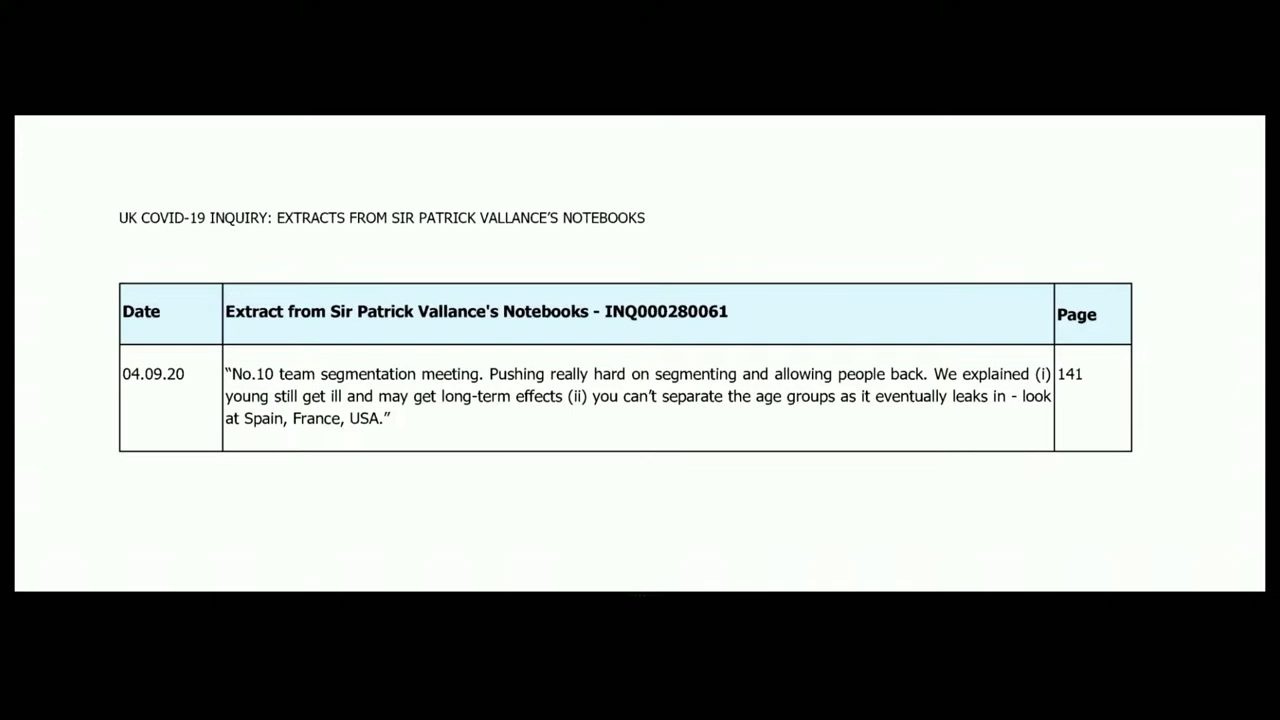 UK COVID-19 INQUIRY: EXTRACTS FROM SIR PATRICK VALLANCE’S NOTEBOOKS
Date
Extract from Sir Patrick Vallance's Notebooks - INQ000280061
Page
04.09.20
“No.10 team segmentation meeting. Pushing really hard on segmenting and allowing people back. We explained (i)
young still get ill and may get long-term effects (ii) you can’t separate the age groups as it eventually leaks in - look
at Spain, France, USA.”
141